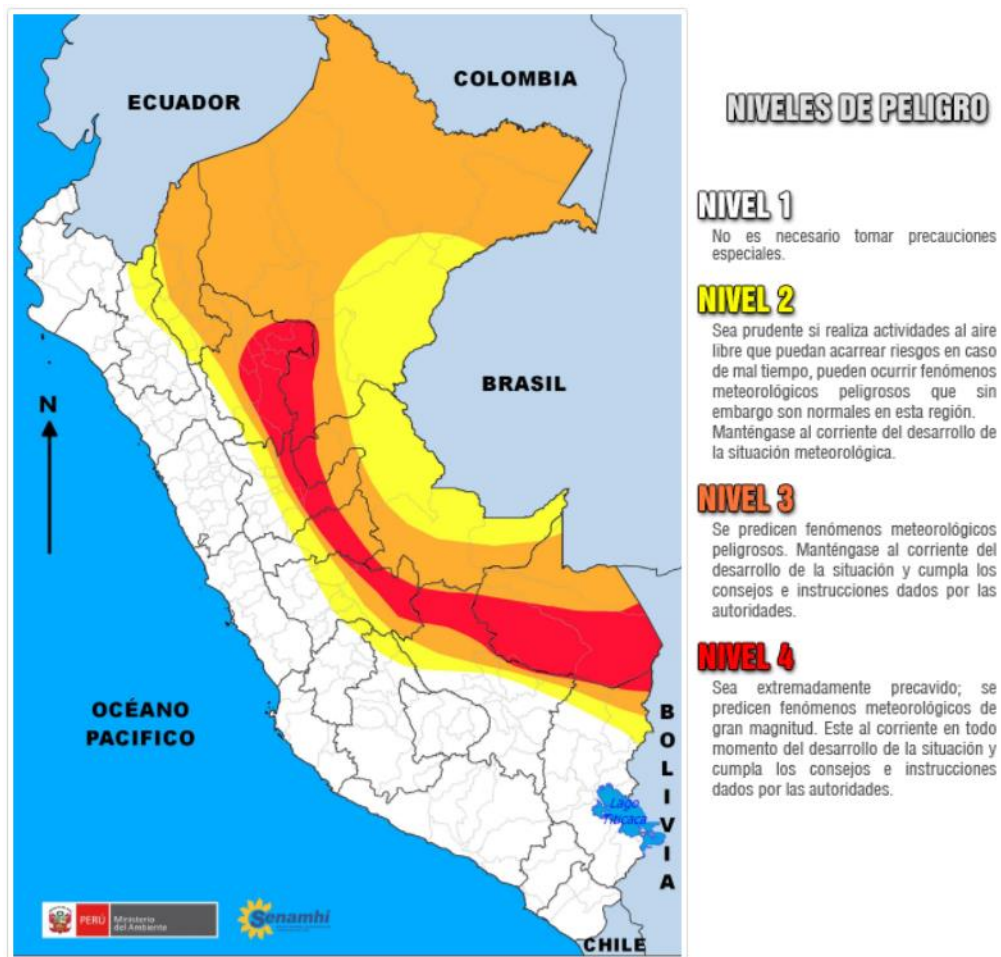 ECUADOR
COLOMBIA
BRASIL
N
OCÉANO
PACIFICO
BOLIVIA
Lago
Titicaca
CHILE
PERÚ
Ministerio
del Ambiente
Senamhi
NIVELES DE PELIGRO
NIVEL 1
No es necesario tomar precauciones
especiales.
NIVEL 2
Sea prudente si realiza actividades al aire
libre que puedan acarrear riesgos en caso
de mal tiempo, pueden ocurrir fenómenos
meteorológicos peligrosos que sin
embargo son normales en esta región.
Manténgase al corriente del desarrollo de
la situación meteorológica.
NIVEL 3
Se predicen fenómenos meteorológicos
peligrosos. Manténgase al corriente del
desarrollo de la situación y cumpla los
consejos e instrucciones dados por las
autoridades.
NIVEL 4
Sea extremadamente precavido; se
predicen fenómenos meteorológicos de
gran magnitud. Este al corriente en todo
momento del desarrollo de la situación y
cumpla los consejos e instrucciones
dados por las autoridades.